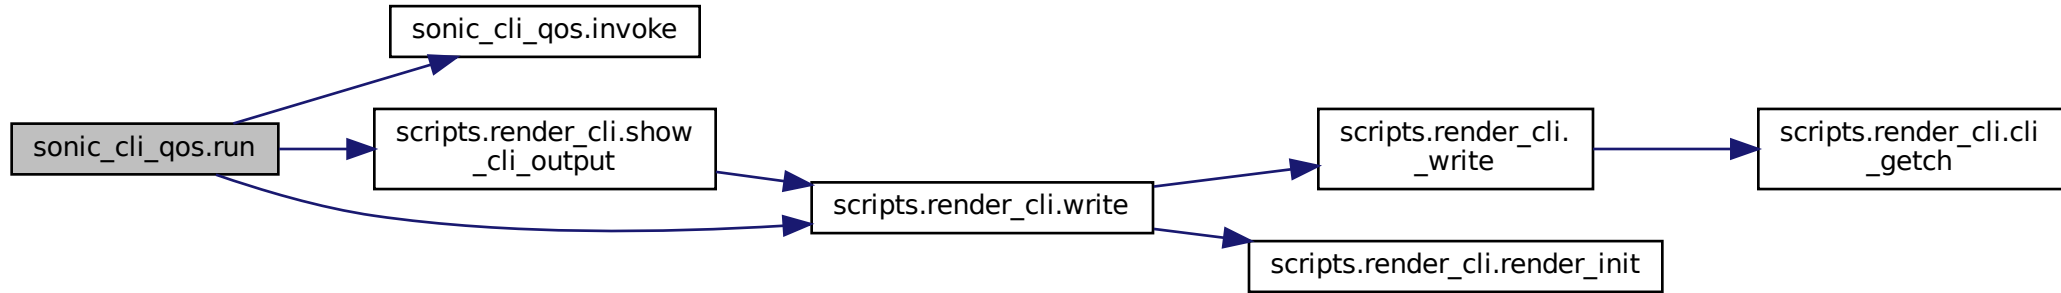 sonic_cli_qos.invoke
sonic_cli_qos.run
scripts.render_cli.show
_cli_output
scripts.render_cli.write
scripts.render_cli.
_write
scripts.render_cli.cli
_getch
scripts.render_cli.render_init